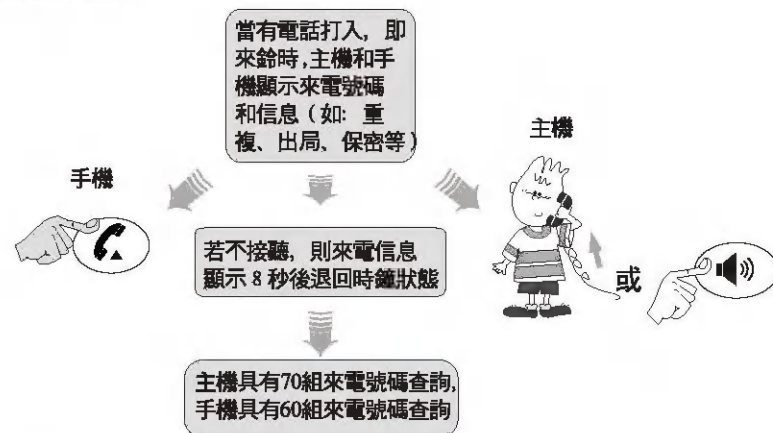 當有電話打入，即
來鈴時，主機和手
機顯示來電號碼
和信息（如：重
複、出局、保密等）
主機
手機
若不接聽，則來電信息
顯示 8 秒後退回時鐘狀態
或
主機具有70組來電號碼查詢，
手機具有60組來電號碼查詢